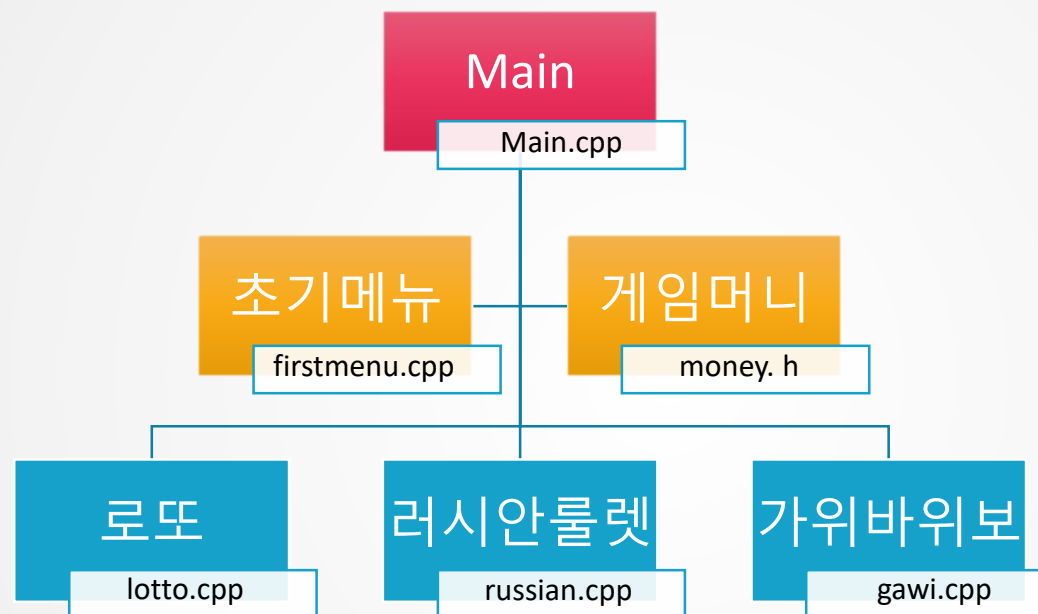 Main
Main.cpp
초기메뉴
firstmenu.cpp
게임머니
money. h
로또
lotto.cpp
러시안룰렛
russian.cpp
가위바위보
gawi.cpp